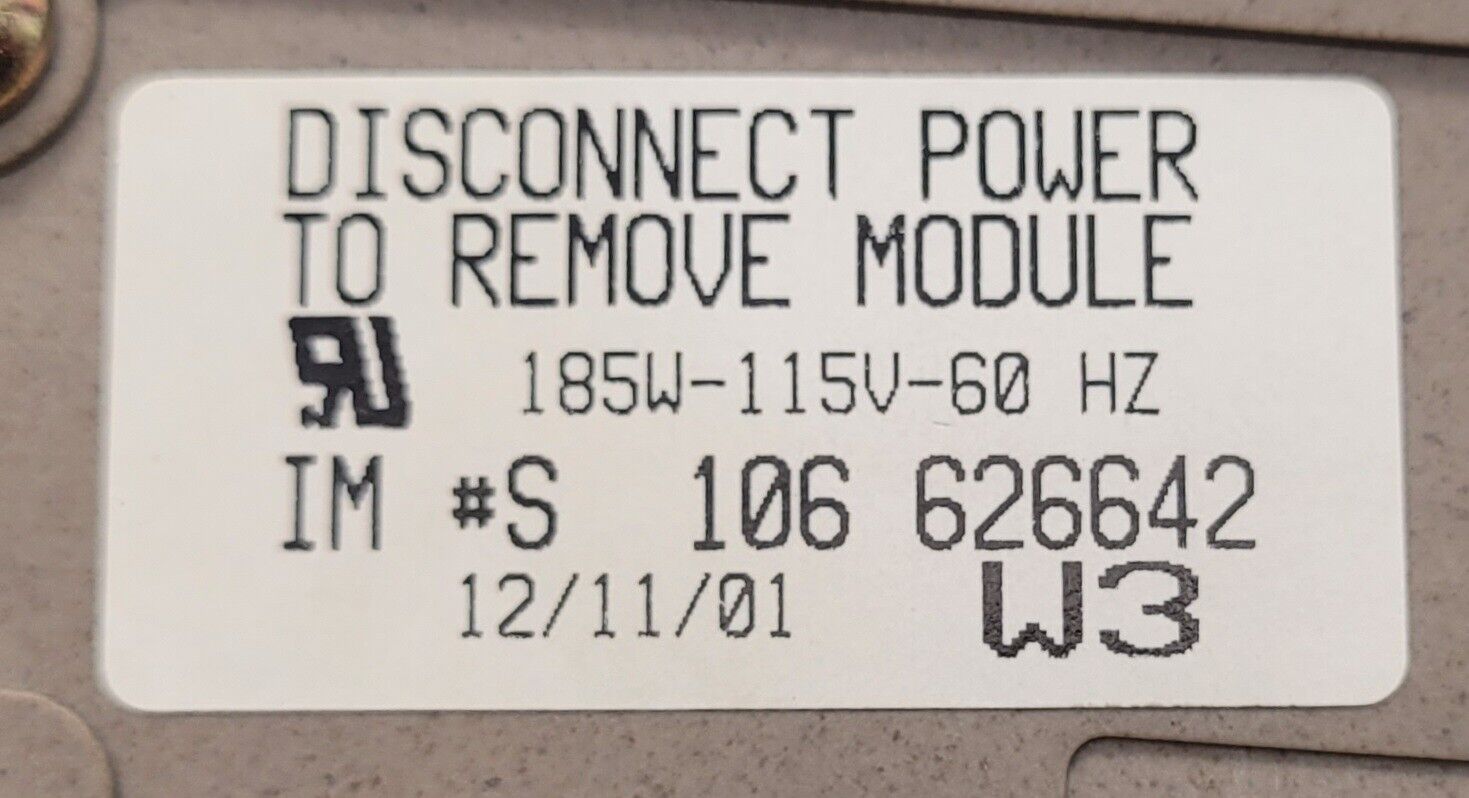 DISCONNECT POWER
TO REMOVE MODULE
185W-115V-60 HZ
IM #S 106 626642
12/11/01
W3